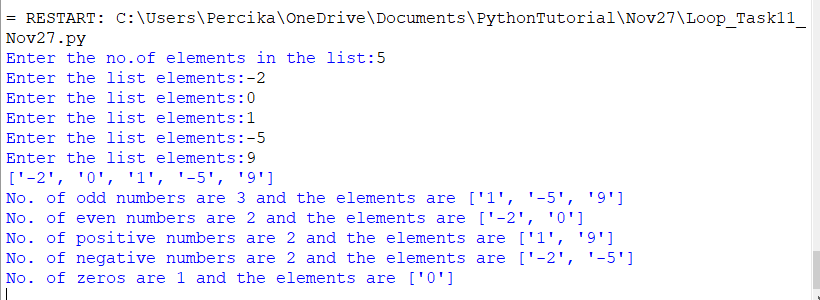 = RESTART: C:\Users\Percika\OneDrive\Documents\PythonTutorial\Nov27\Loop_Task11_
Nov27.py
Enter the no.of elements in the list:5
Enter the list elements:-2
Enter the list elements:0
Enter the list elements:1
Enter the list elements:-5
Enter the list elements:9
['-2', '0', '1', '-5', '9']
No. of odd numbers are 3 and the elements are ['1', '-5', '9']
No. of even numbers are 2 and the elements are ['-2', '0']
No. of positive numbers are 2 and the elements are ['1', '9']
No. of negative numbers are 2 and the elements are ['-2', '-5']
No. of zeros are 1 and the elements are ['0']